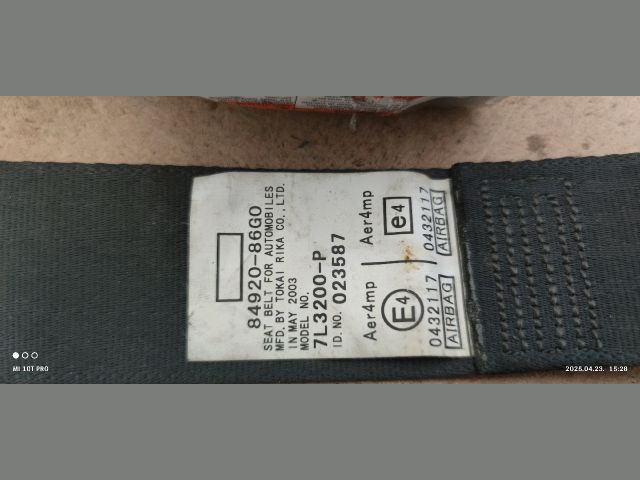 84920-86G0
SEAT BELT FOR AUTOMOBILES
MFD. BY TOKAI RIKA CO., LTD.
IN MAY 2003
MODEL NO.
7L3200-P
I D. NO. 023587
Aer4mp / Aer4mp
E4 e4
0432117 0432117
AIRBAG AIRBAG
MI 10T PRO
2025.04.23. 15:28